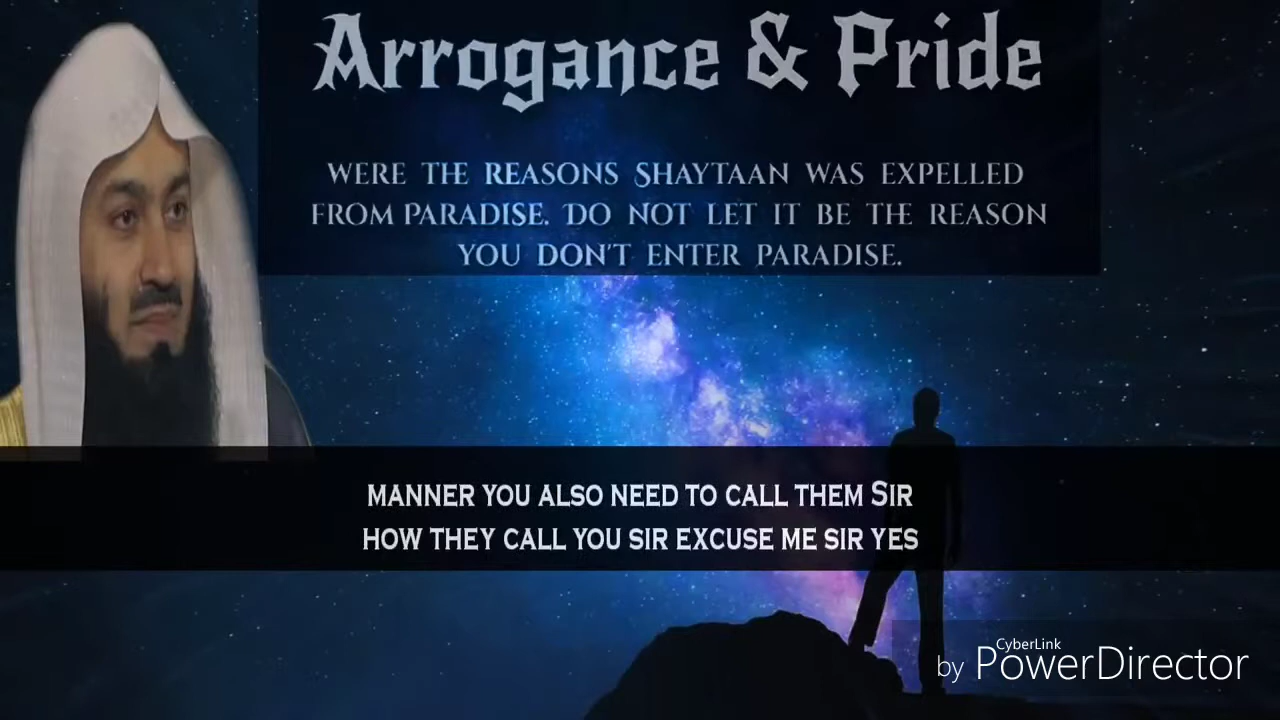 Arrogance & Pride
WERE THE REASONS SHAYTAAN WAS EXPELLED
FROM PARADISE. DO NOT LET IT BE THE REASON
YOU DON'T ENTER PARADISE.
MANNER YOU ALSO NEED TO CALL THEM SIR
HOW THEY CALL YOU SIR EXCUSE ME SIR YES
CyberLink
by PowerDirector